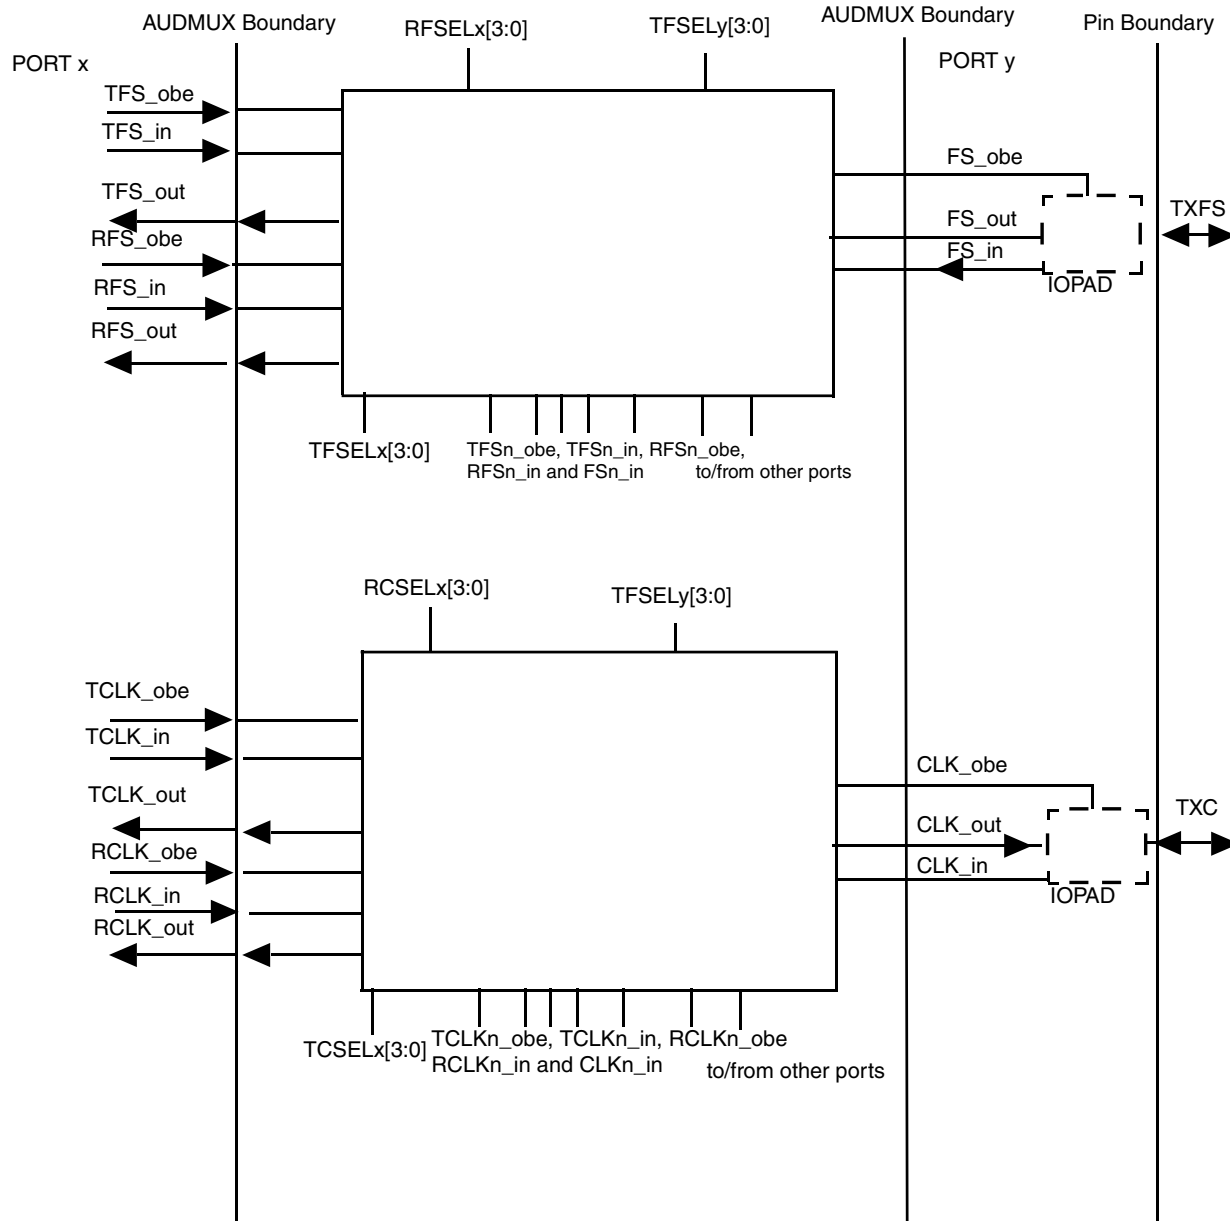 AUDMUX Boundary
RFSELx[3:0]
TFSELy[3:0]
AUDMUX Boundary
Pin Boundary
PORT x
PORT y
TFS_obe
TFS_in
TFS_out
RFS_obe
RFS_in
RFS_out
FS_obe
FS_out
FS_in
IOPAD
TXFS
TFSELx[3:0]
TFSn_obe, TFSn_in, RFSn_obe,
RFSn_in and FSn_in
to/from other ports
RCSELx[3:0]
TFSELy[3:0]
TCLK_obe
TCLK_in
TCLK_out
RCLK_obe
RCLK_in
RCLK_out
CLK_obe
CLK_out
CLK_in
IOPAD
TXC
TCSELx[3:0]
TCLKn_obe, TCLKn_in, RCLKn_obe
RCLKn_in and CLKn_in
to/from other ports